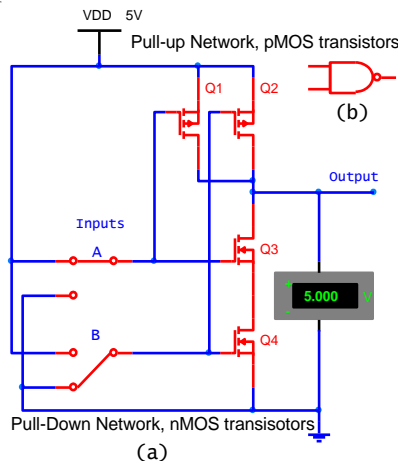 VDD 5V
Pull-up Network, pMOS transistors
Q1
Q2
(b)
Output
Inputs
A
Q3
+
5.000 V
-
B
Q4
Pull-Down Network, nMOS transisotors
(a)